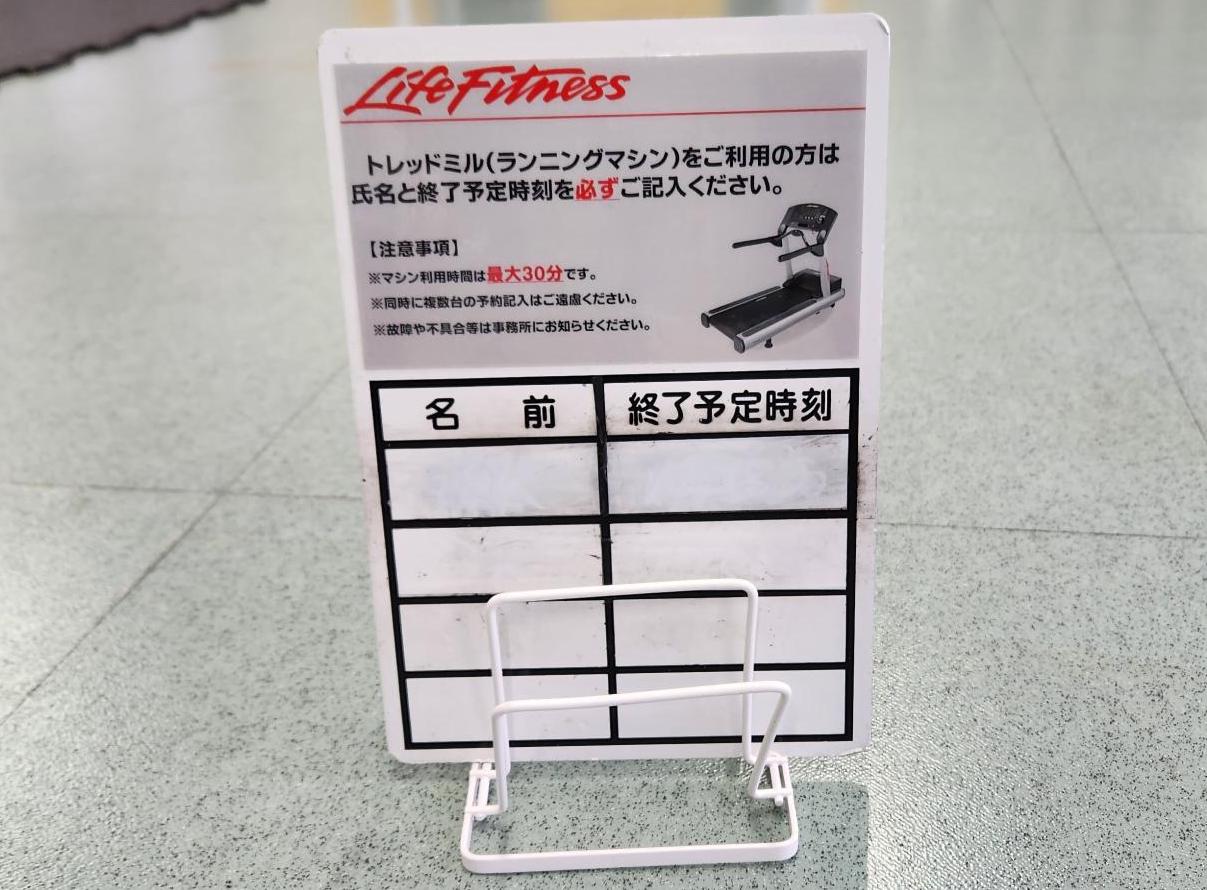 Life Fitness
トレッドミル(ランニングマシン)をご利用の方は
氏名と終了予定時刻を必ずご記入ください。
【注意事項】
※マシン利用時間は最大30分です。
※同時に複数台の予約記入はご遠慮ください。
※故障や不具合等は事務所にお知らせください。
名 前 終了予定時刻